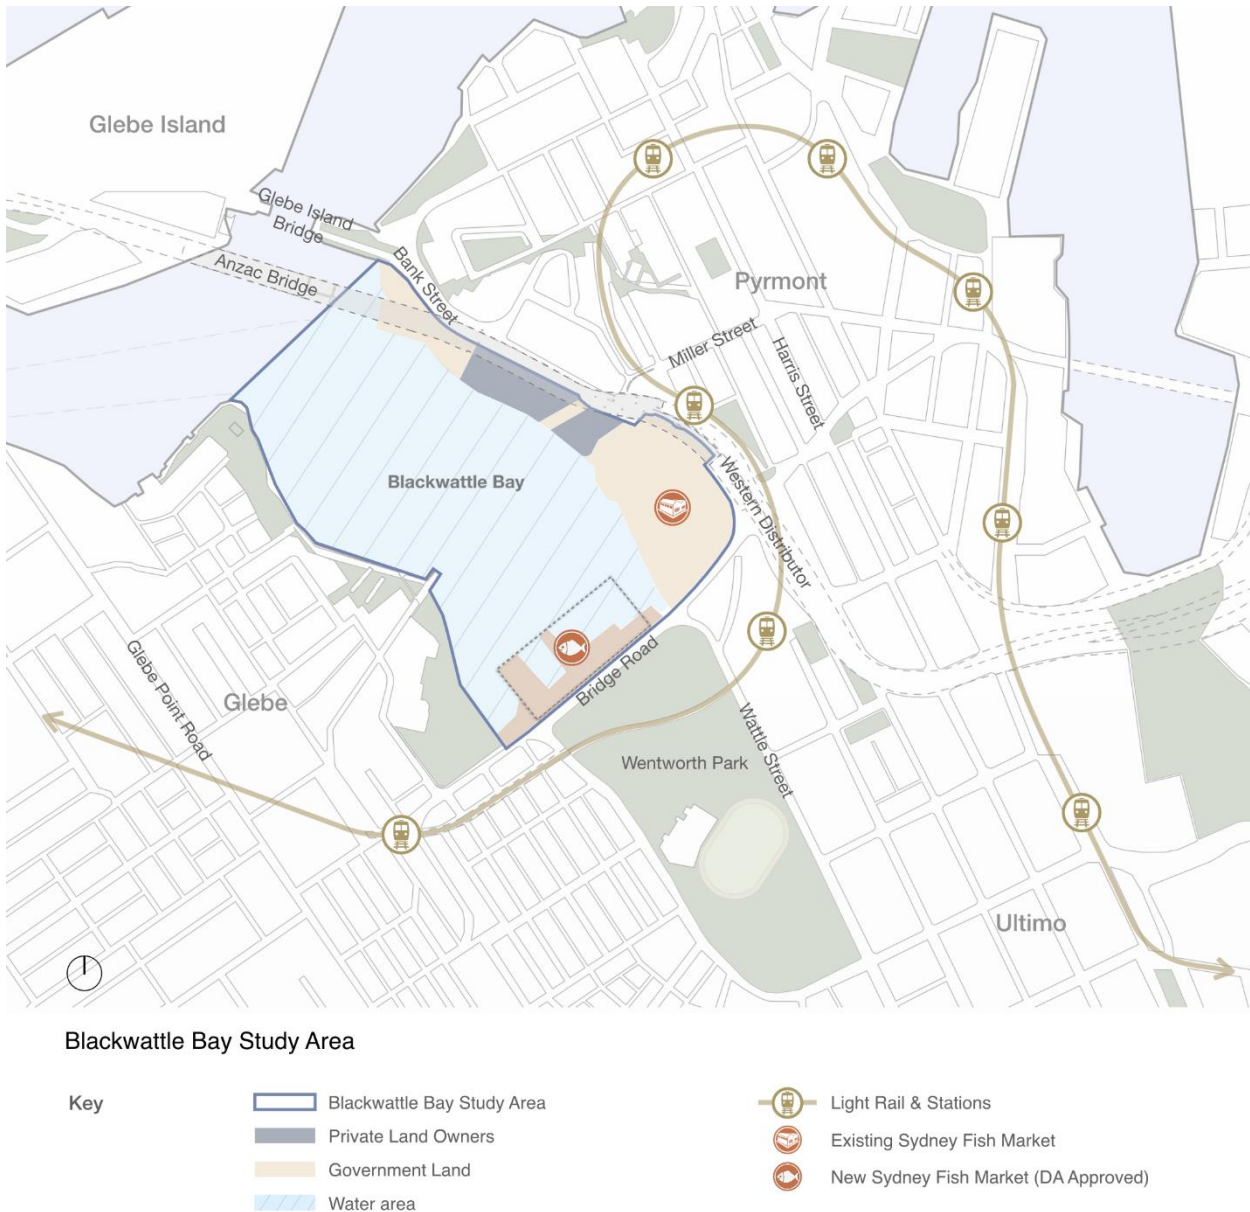 Glebe Island
Glebe Island
Bridge
Anzac Bridge
Bank Street
Pyrmont
Miller Street
Harris Street
Blackwattle Bay
Western Distributor
Bridge Road
Glebe Point Road
Glebe
Wattle Street
Wentworth Park
Ultimo
Blackwattle Bay Study Area
Key
Blackwattle Bay Study Area
Private Land Owners
Government Land
Water area
Light Rail & Stations
Existing Sydney Fish Market
New Sydney Fish Market (DA Approved)